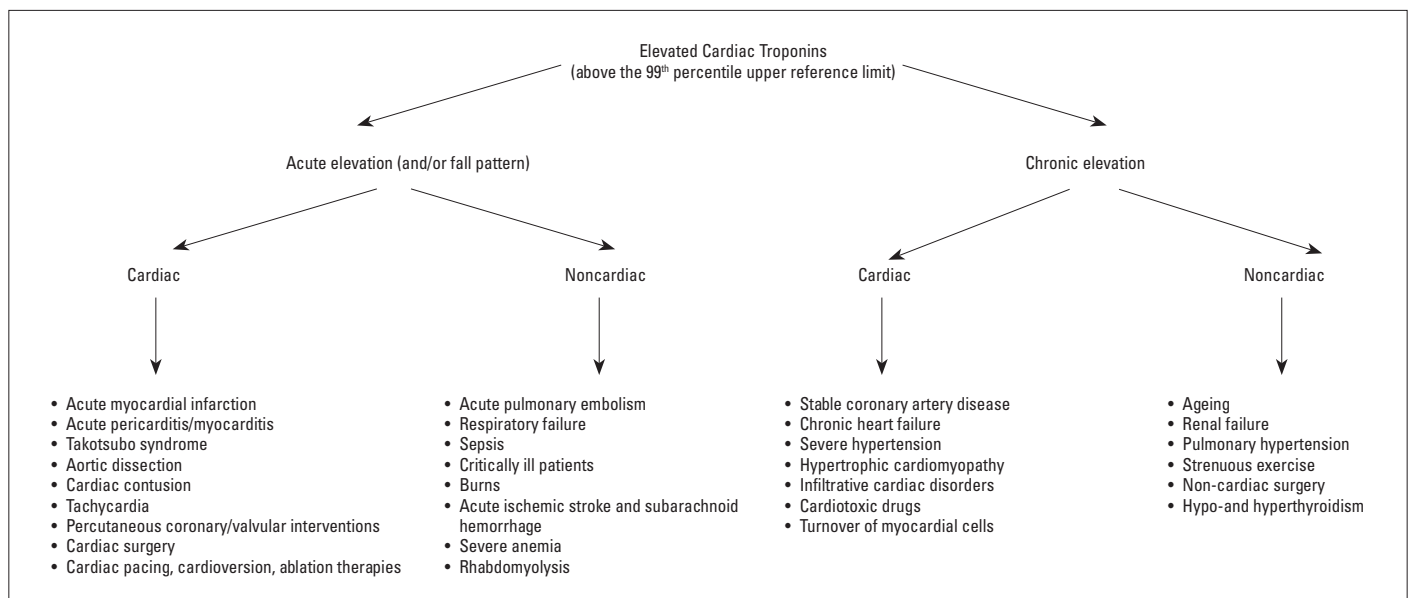 Elevated Cardiac Troponins
(above the 99th percentile upper reference limit)
Acute elevation (and/or fall pattern)
Chronic elevation
Cardiac
Noncardiac
Cardiac
Noncardiac
• Acute myocardial infarction
• Acute pericarditis/myocarditis
• Takotsubo syndrome
• Aortic dissection
• Cardiac contusion
• Tachycardia
• Percutaneous coronary/valvular interventions
• Cardiac surgery
• Cardiac pacing, cardioversion, ablation therapies
• Acute pulmonary embolism
• Respiratory failure
• Sepsis
• Critically ill patients
• Burns
• Acute ischemic stroke and subarachnoid
hemorrhage
• Severe anemia
• Rhabdomyolysis
• Stable coronary artery disease
• Chronic heart failure
• Severe hypertension
• Hypertrophic cardiomyopathy
• Infiltrative cardiac disorders
• Cardiotoxic drugs
• Turnover of myocardial cells
• Ageing
• Renal failure
• Pulmonary hypertension
• Strenuous exercise
• Non-cardiac surgery
• Hypo-and hyperthyroidism